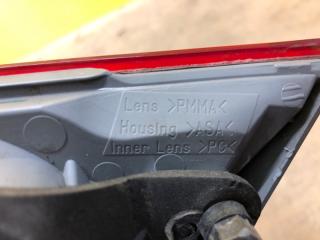 Lens >PMMA<
Housing >ASA<
Inner Lens >PC<